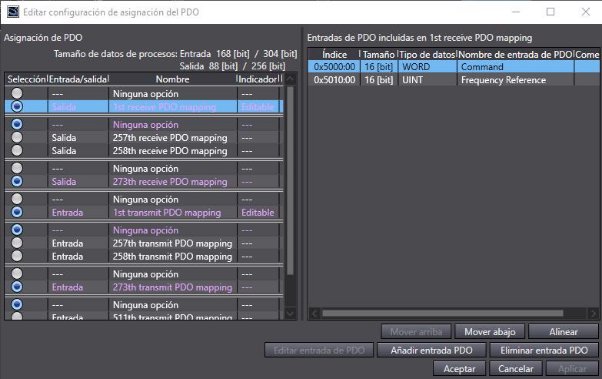 Editar configuración de asignación del PDO
Asignación de PDO
Tamaño de datos de procesos: Entrada 168 [bit] / 304 [bit]
Salida 88 [bit] / 256 [bit]
Selección Entrada/salida Nombre Indicador
--- Ninguna opción ---
Salida 1st receive PDO mapping Editable
--- Ninguna opción ---
Salida 257th receive PDO mapping ---
Salida 258th receive PDO mapping ---
--- Ninguna opción ---
Salida 273th receive PDO mapping ---
--- Ninguna opción ---
Entrada 1st transmit PDO mapping Editable
--- Ninguna opción ---
Entrada 257th transmit PDO mapping ---
Entrada 258th transmit PDO mapping ---
--- Ninguna opción ---
Entrada 273th transmit PDO mapping ---
--- Ninguna opción ---
Entrada 511th transmit PDO mapping ---
Entradas de PDO incluidas en 1st receive PDO mapping
Índice Tamaño Tipo de datos Nombre de entrada de PDO Come
0x5000:00 16 [bit] WORD Command
0x5010:00 16 [bit] UINT Frequency Reference
Mover arriba Mover abajo Alinear
Editar entrada de PDO Añadir entrada PDO Eliminar entrada PDO
Aceptar Cancelar Aplicar